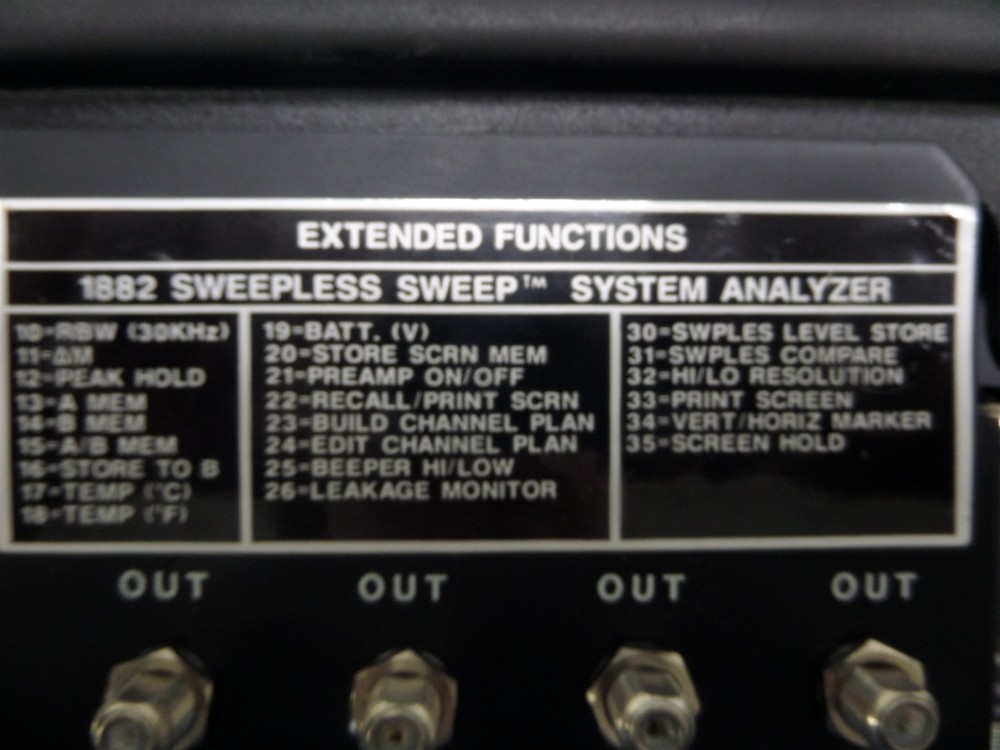 EXTENDED FUNCTIONS
1882 SWEEPLESS SWEEP™ SYSTEM ANALYZER
10=RBW (30KHz)
11=ΔM
12=PEAK HOLD
13=A MEM
14=B MEM
15=A/B MEM
16=STORE TO B
17=TEMP (°C)
18=TEMP (°F)
19=BATT. (V)
20=STORE SCRN MEM
21=PREAMP ON/OFF
22=RECALL/PRINT SCRN
23=BUILD CHANNEL PLAN
24=EDIT CHANNEL PLAN
25=BEEPER HI/LOW
26=LEAKAGE MONITOR
30=SWPLES LEVEL STORE
31=SWPLES COMPARE
32=HI/LO RESOLUTION
33=PRINT SCREEN
34=VERT/HORIZ MARKER
35=SCREEN HOLD
OUT OUT OUT OUT